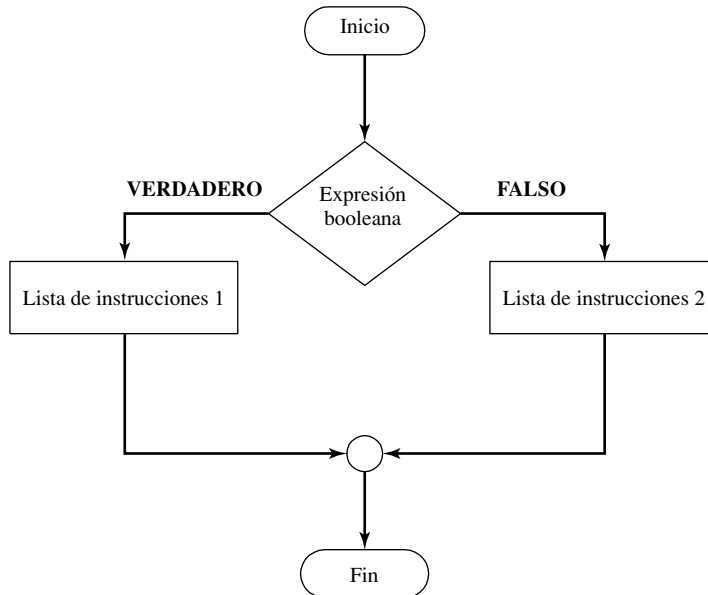 Inicio
VERDADERO
Expresión
booleana
FALSO
Lista de instrucciones 1
Lista de instrucciones 2
Fin